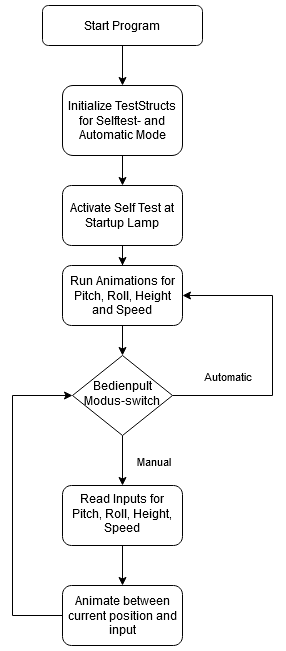 Start Program
Initialize TestStructs
for Selftest- and
Automatic Mode
Activate Self Test at
Startup Lamp
Run Animations for
Pitch, Roll, Height
and Speed
Bedienpult
Modus-switch
Automatic
Manual
Read Inputs for
Pitch, Roll, Height,
Speed
Animate between
current position and
input